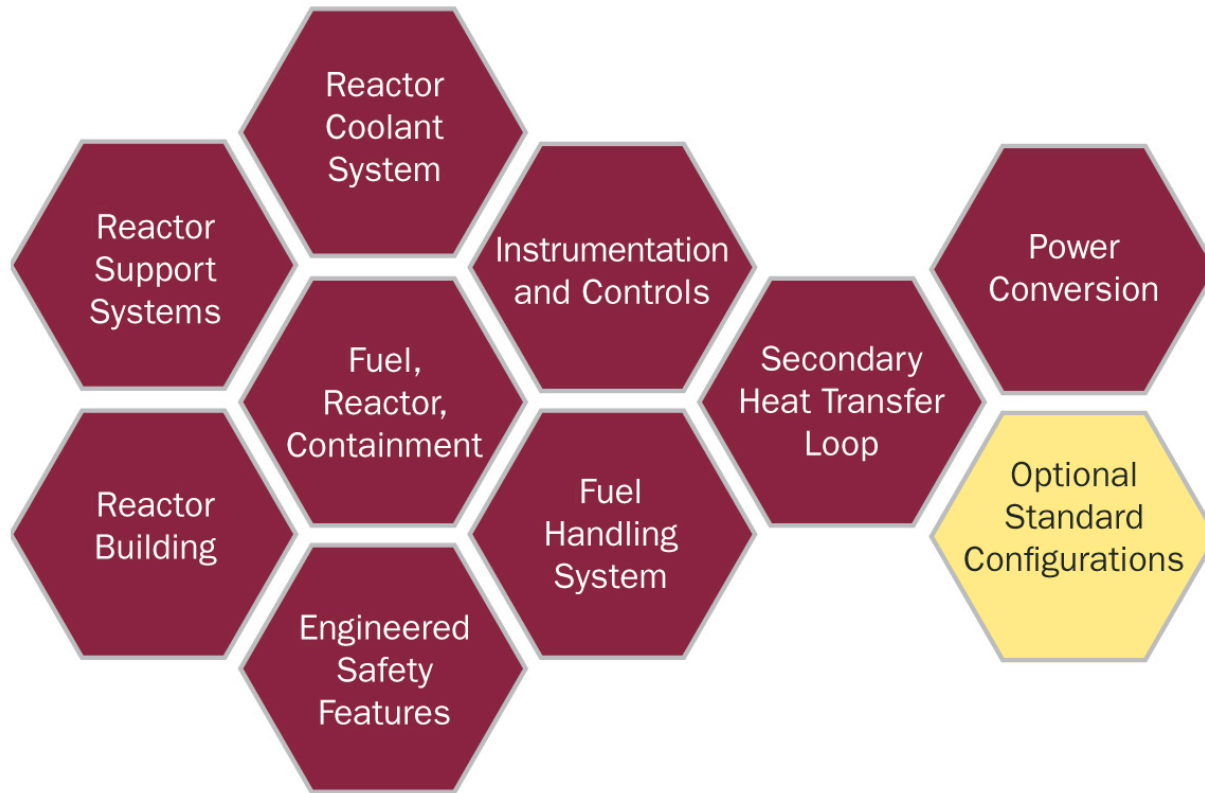 Reactor
Coolant
System
Reactor
Support
Systems
Instrumentation
and Controls
Power
Conversion
Fuel,
Reactor,
Containment
Secondary
Heat Transfer
Loop
Reactor
Building
Fuel
Handling
System
Optional
Standard
Configurations
Engineered
Safety
Features